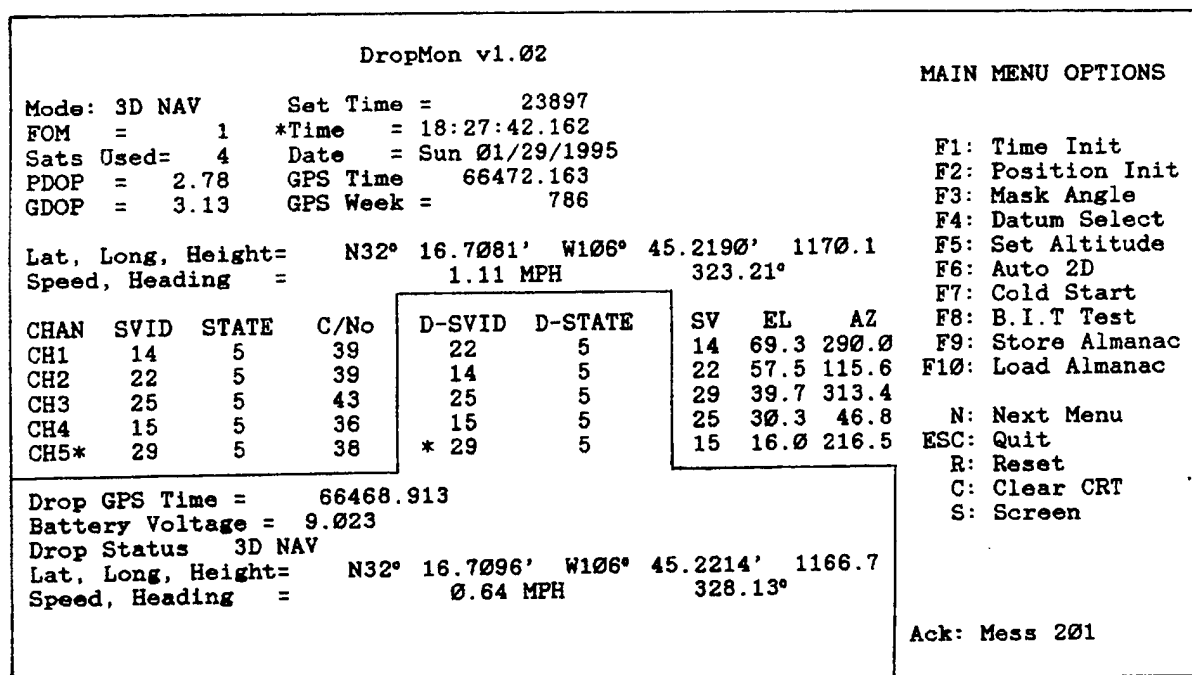 DropMon v1.02
MAIN MENU OPTIONS
Mode: 3D NAV Set Time = 23897
FOM = 1 *Time = 18:27:42.162
Sats Used= 4 Date = Sun 01/29/1995
PDOP = 2.78 GPS Time 66472.163
GDOP = 3.13 GPS Week = 786
Lat, Long, Height= N32° 16.7081' W106° 45.2190' 1170.1
Speed, Heading = 1.11 MPH 323.21°
CHAN SVID STATE C/No D-SVID D-STATE SV EL AZ
CH1 14 5 39 22 5 14 69.3 290.0
CH2 22 5 39 14 5 22 57.5 115.6
CH3 25 5 43 25 5 29 39.7 313.4
CH4 15 5 36 15 5 25 30.3 46.8
CH5* 29 5 38 * 29 5 15 16.0 216.5
Drop GPS Time = 66468.913
Battery Voltage = 9.023
Drop Status 3D NAV
Lat, Long, Height= N32° 16.7096' W106° 45.2214' 1166.7
Speed, Heading = 0.64 MPH 328.13°
F1: Time Init
F2: Position Init
F3: Mask Angle
F4: Datum Select
F5: Set Altitude
F6: Auto 2D
F7: Cold Start
F8: B.I.T Test
F9: Store Almanac
F10: Load Almanac
N: Next Menu
ESC: Quit
R: Reset
C: Clear CRT
S: Screen
Ack: Mess 201